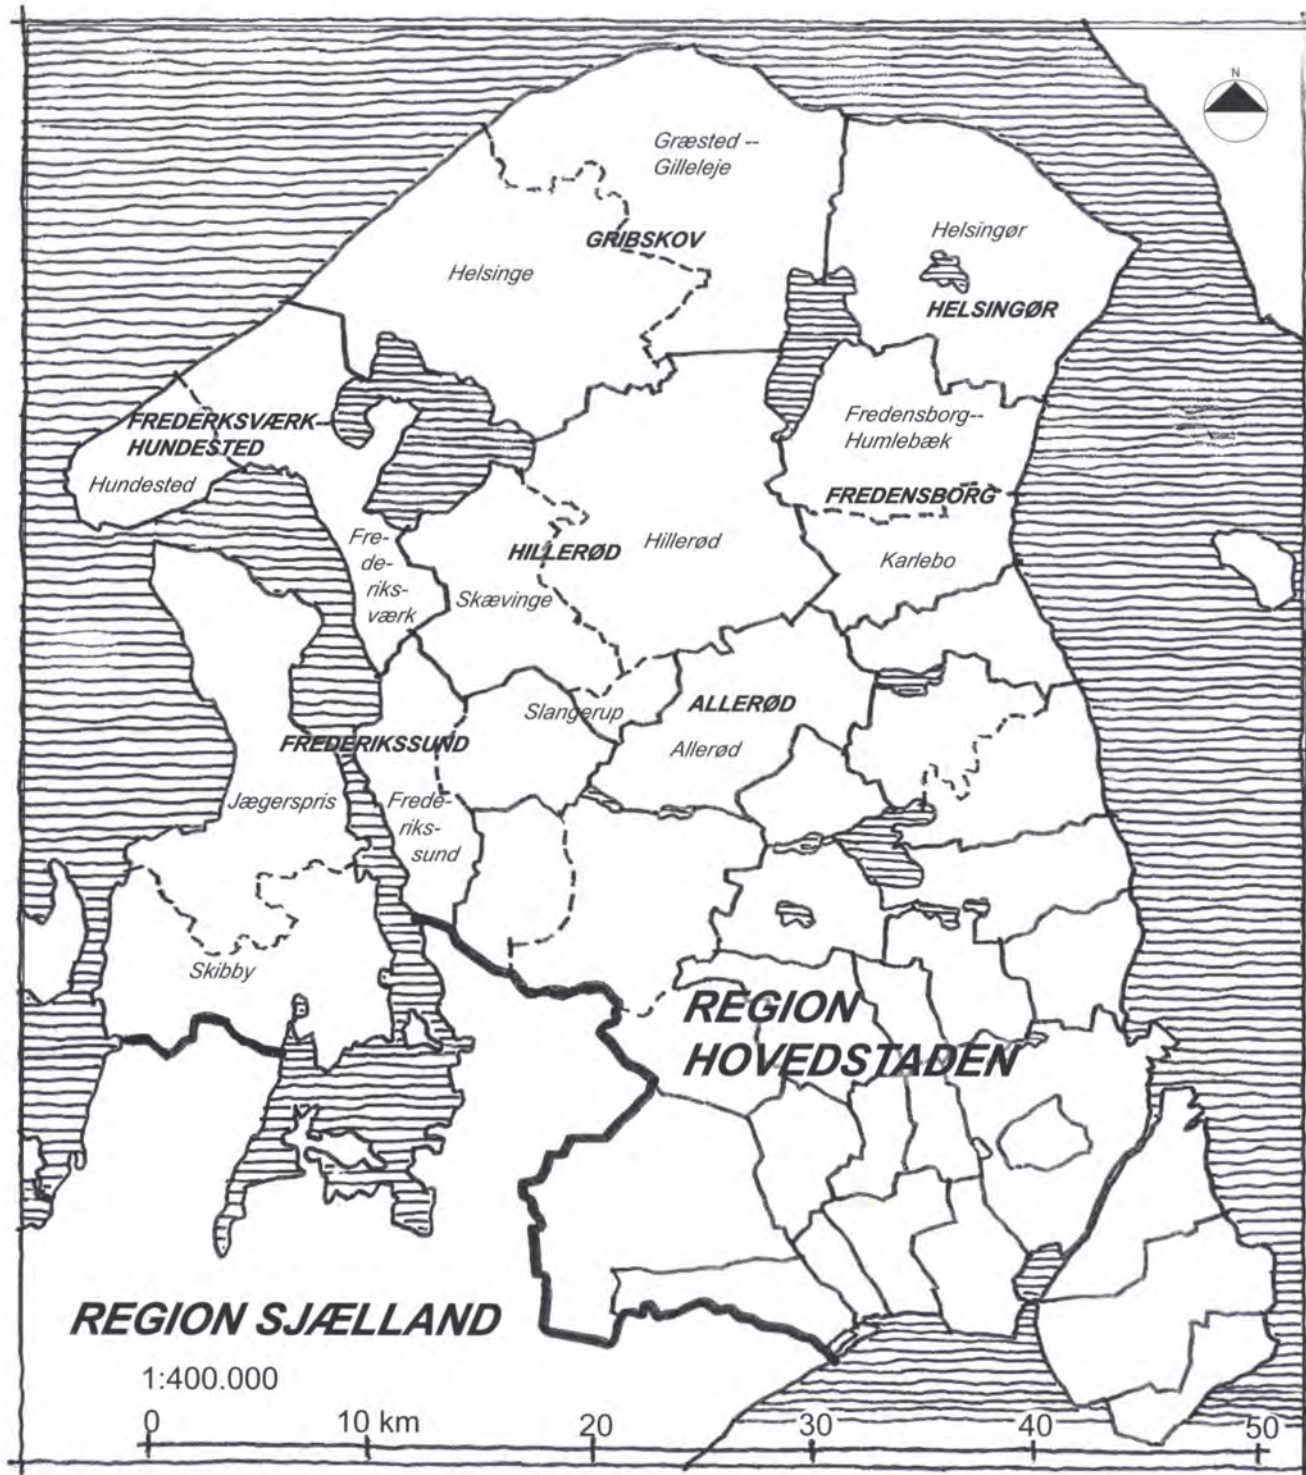 N
Græsted --
Gilleleje
GRIBSKOV
Helsingør
Helsinge
HELSINGØR
FREDERKSVÆRK--
HUNDESTED
Hundested
Fredensborg--
Humlebæk
FREDENSBORG
Fre-
de-
riks-
værk
HILLERØD
Hillerød
Skævinge
Karlebo
Slangerup
ALLERØD
Allerød
FREDERIKSSUND
Jægerspris
Frede-
riks-
sund
Skibby
REGION
HOVEDSTADEN
REGION SJÆLLAND
1:400.000
0 10 km 20 30 40 50